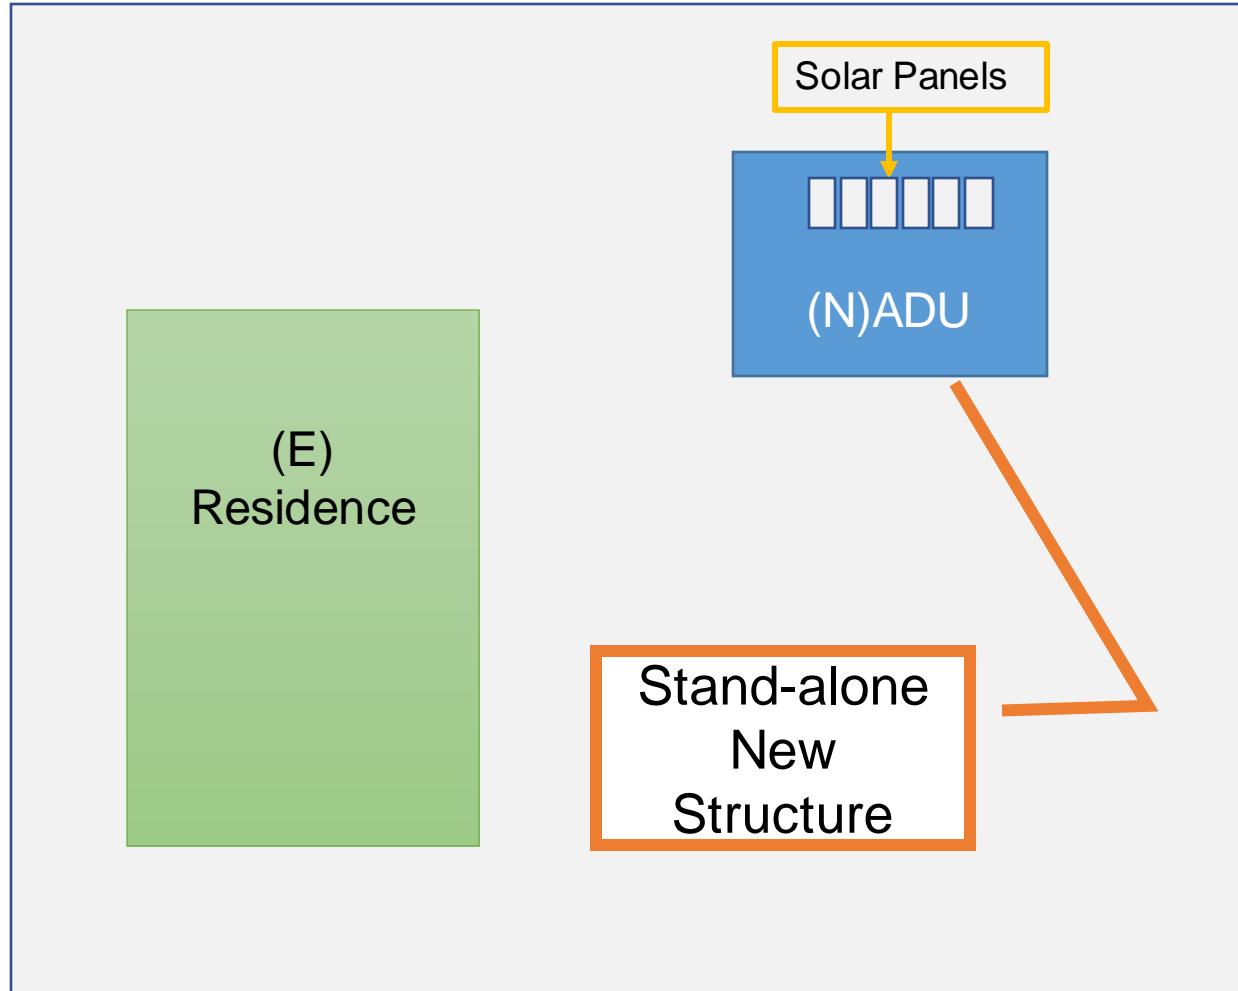 Solar Panels
(N)ADU
(E)
Residence
Stand-alone
New
Structure